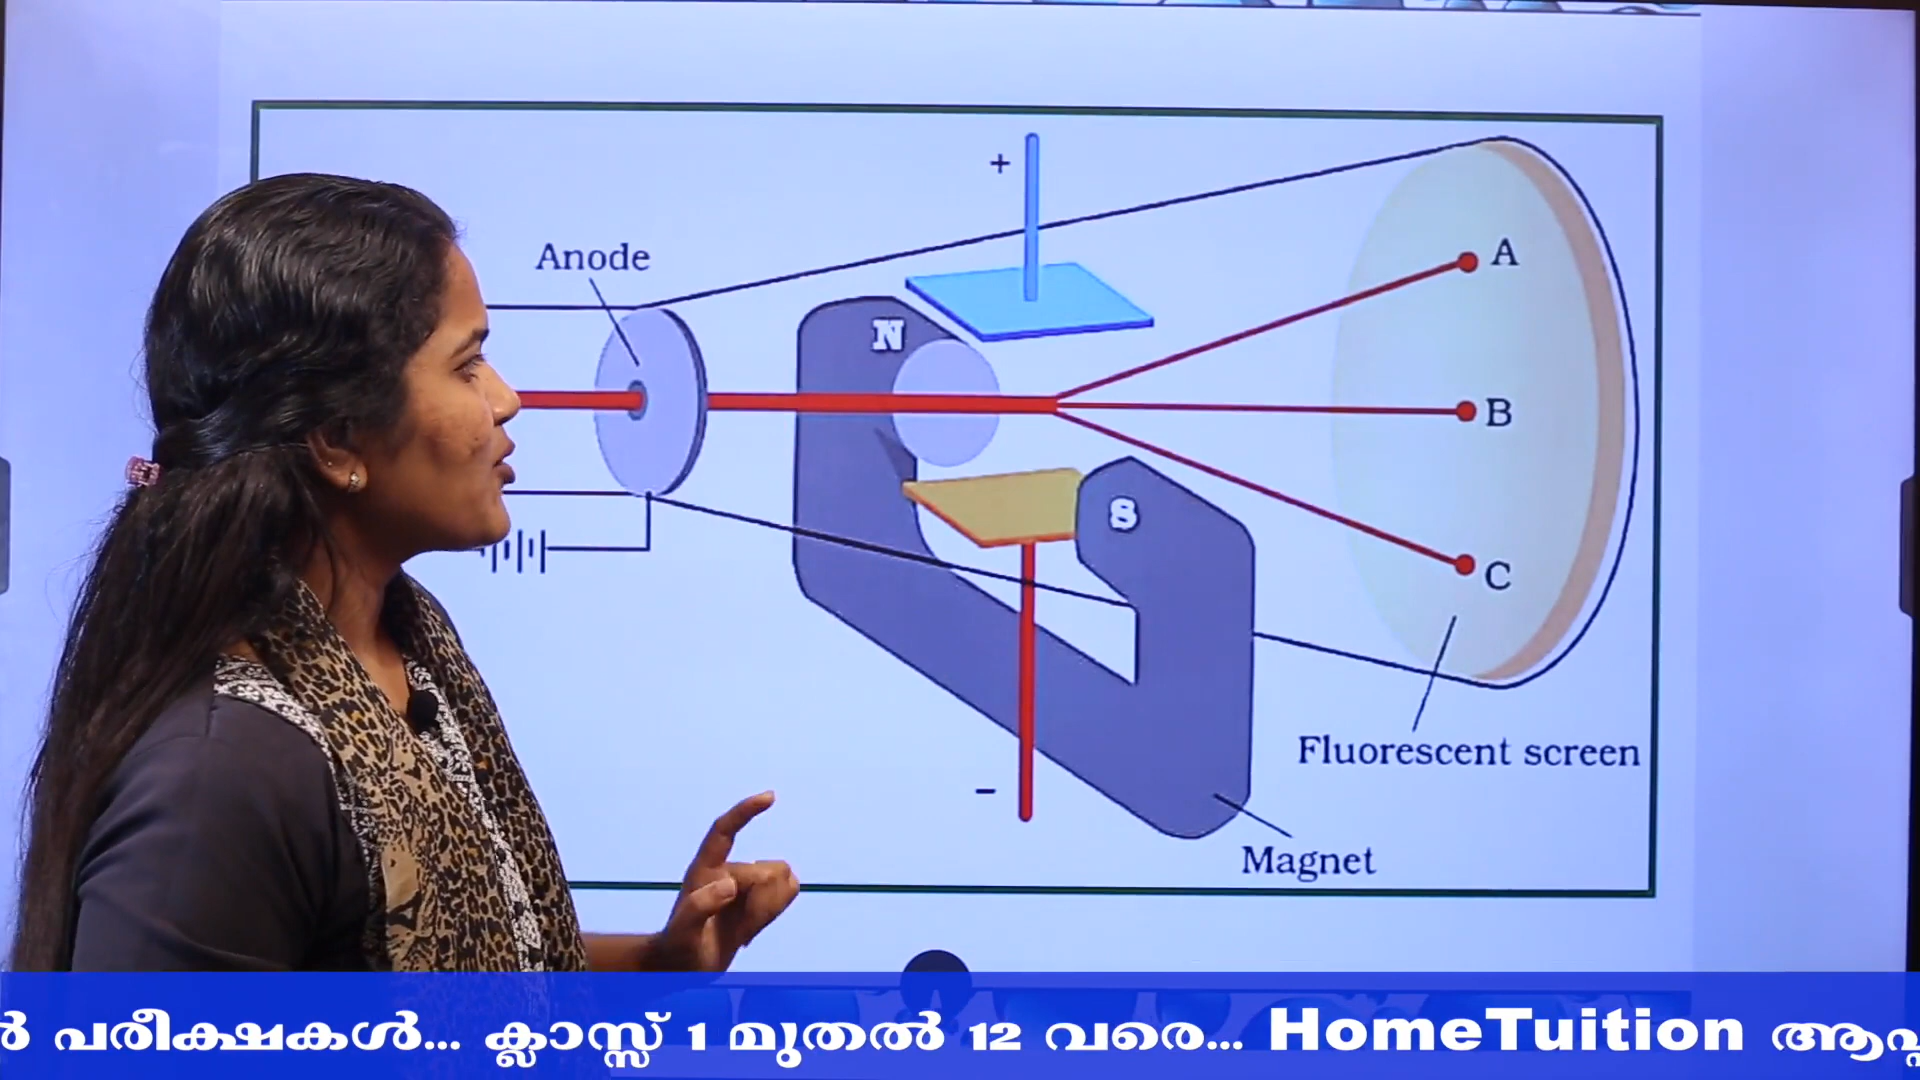 +
Anode
A
N
B
S
C
Fluorescent screen
-
Magnet
പരീക്ഷകൾ... ക്ലാസ്സ് 1 മുതൽ 12 വരെ... HomeTuition